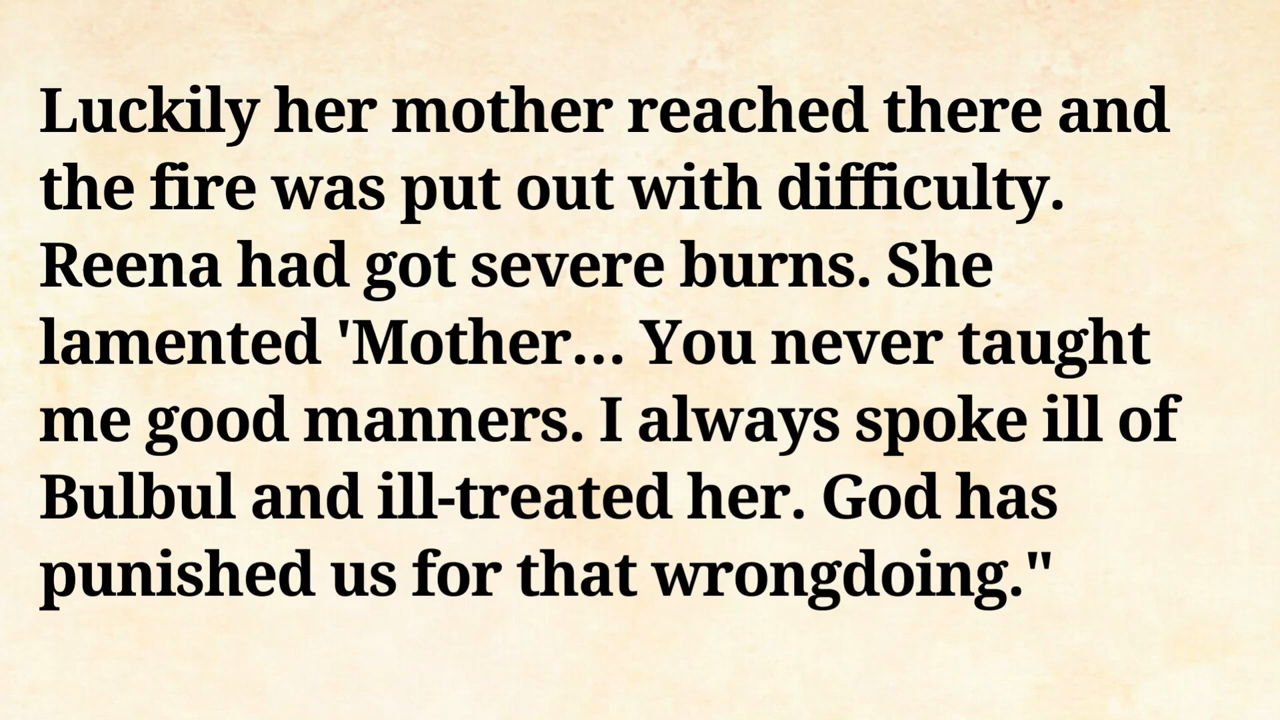 Luckily her mother reached there and
the fire was put out with difficulty.
Reena had got severe burns. She
lamented 'Mother... You never taught
me good manners. I always spoke ill of
Bulbul and ill-treated her. God has
punished us for that wrongdoing."